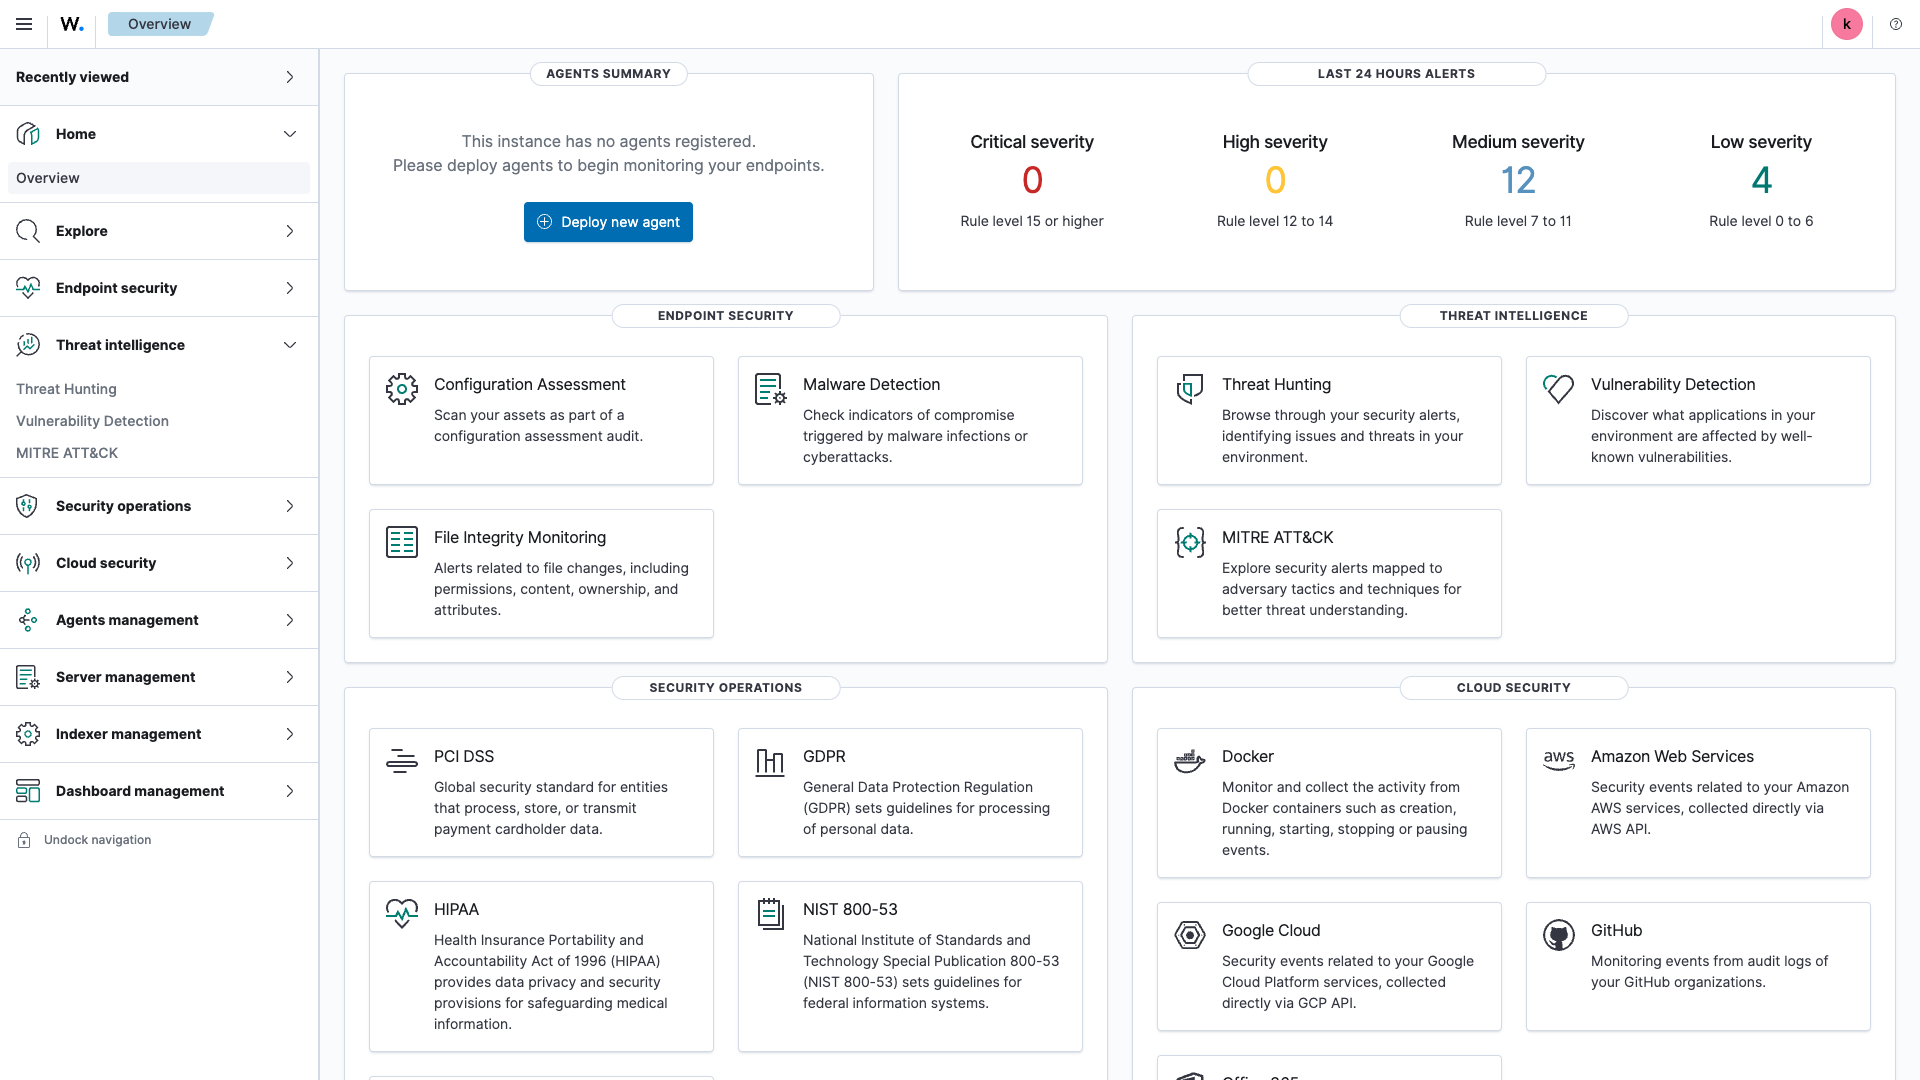 W.
Overview
k
Recently viewed
Home
Overview
Explore
Endpoint security
Threat intelligence
Threat Hunting
Vulnerability Detection
MITRE ATT&CK
Security operations
Cloud security
Agents management
Server management
Indexer management
Dashboard management
Undock navigation
AGENTS SUMMARY
This instance has no agents registered.
Please deploy agents to begin monitoring your endpoints.
Deploy new agent
LAST 24 HOURS ALERTS
Critical severity
0
Rule level 15 or higher
High severity
0
Rule level 12 to 14
Medium severity
12
Rule level 7 to 11
Low severity
4
Rule level 0 to 6
ENDPOINT SECURITY
Configuration Assessment
Scan your assets as part of a
configuration assessment audit.
Malware Detection
Check indicators of compromise
triggered by malware infections or
cyberattacks.
File Integrity Monitoring
Alerts related to file changes, including
permissions, content, ownership, and
attributes.
THREAT INTELLIGENCE
Threat Hunting
Browse through your security alerts,
identifying issues and threats in your
environment.
Vulnerability Detection
Discover what applications in your
environment are affected by well-
known vulnerabilities.
MITRE ATT&CK
Explore security alerts mapped to
adversary tactics and techniques for
better threat understanding.
SECURITY OPERATIONS
PCI DSS
Global security standard for entities
that process, store, or transmit
payment cardholder data.
GDPR
General Data Protection Regulation
(GDPR) sets guidelines for processing
of personal data.
HIPAA
Health Insurance Portability and
Accountability Act of 1996 (HIPAA)
provides data privacy and security
provisions for safeguarding medical
information.
NIST 800-53
National Institute of Standards and
Technology Special Publication 800-53
(NIST 800-53) sets guidelines for
federal information systems.
CLOUD SECURITY
Docker
Monitor and collect the activity from
Docker containers such as creation,
running, starting, stopping or pausing
events.
aws
Amazon Web Services
Security events related to your Amazon
AWS services, collected directly via
AWS API.
Google Cloud
Security events related to your Google
Cloud Platform services, collected
directly via GCP API.
GitHub
Monitoring events from audit logs of
your GitHub organizations.